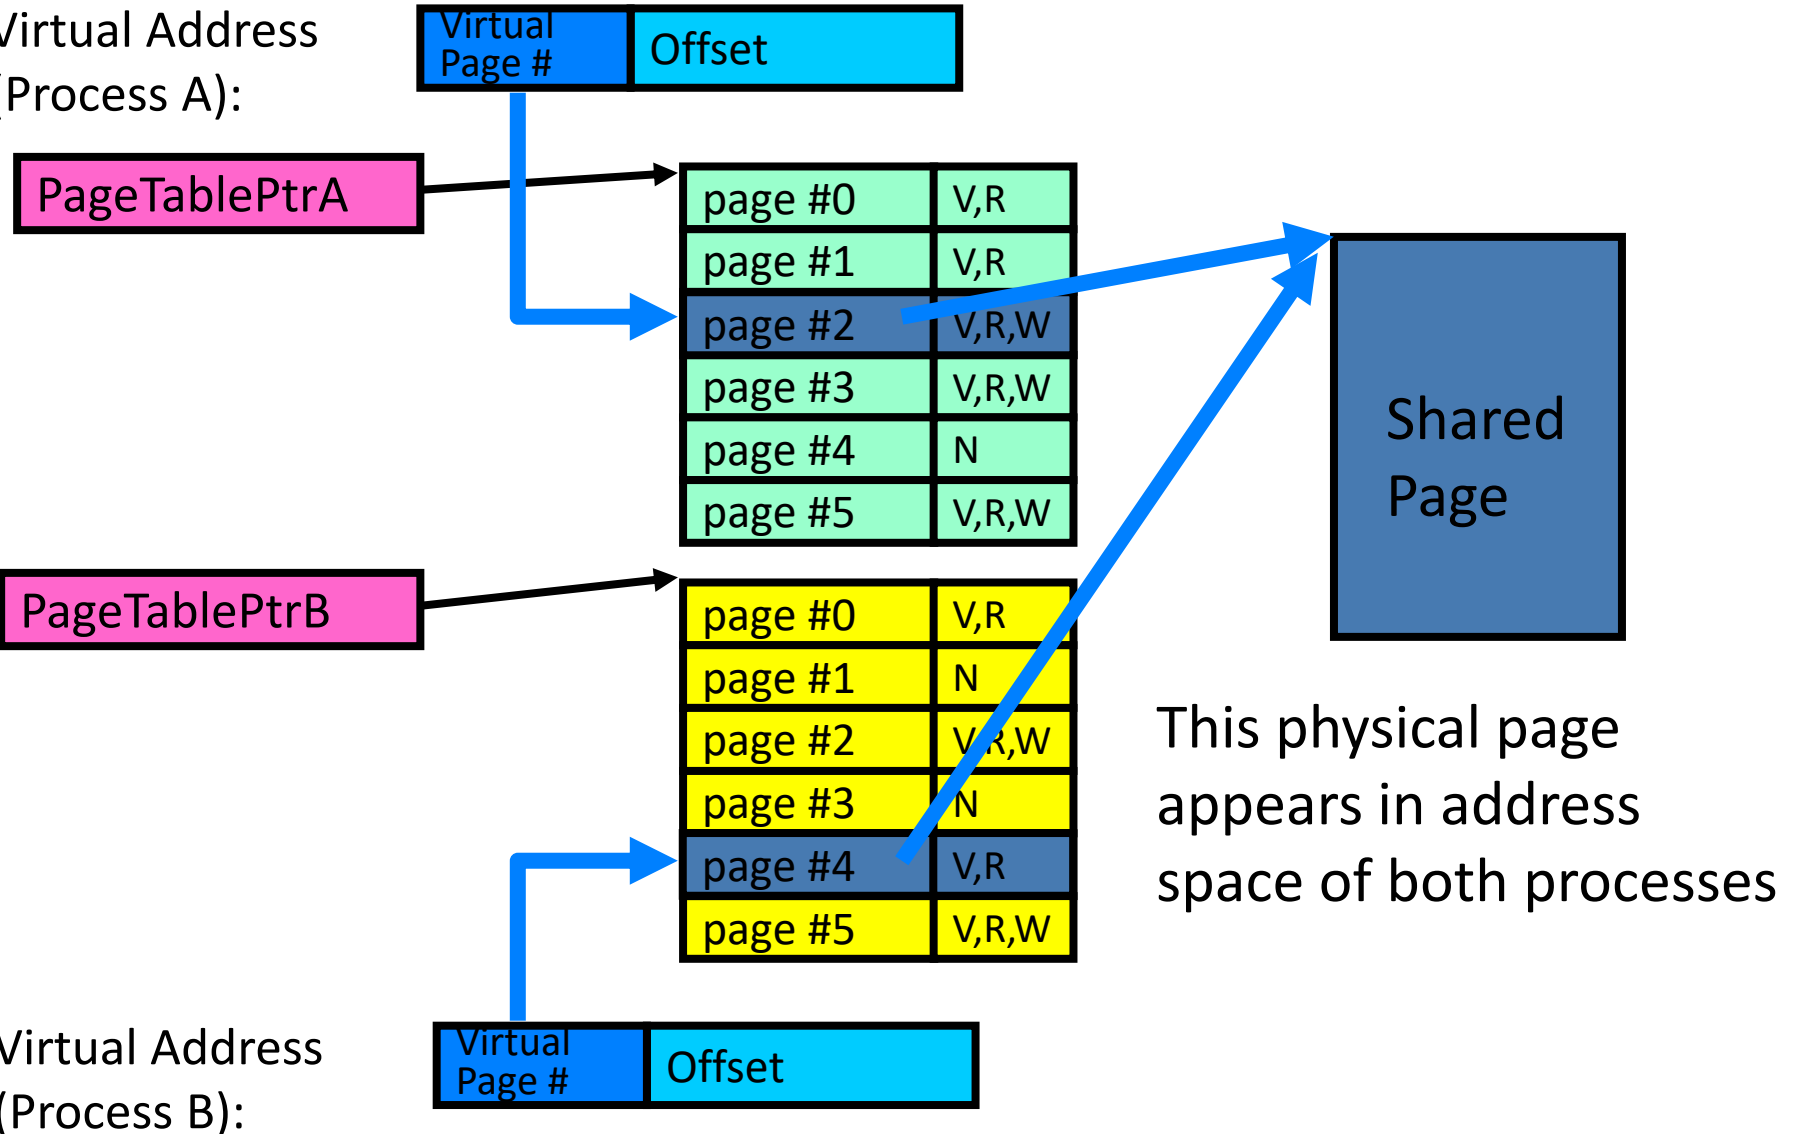 Virtual Address
(Process A):
Virtual
Page #
Offset
PageTablePtrA
page #0 V,R
page #1 V,R
page #2 V,R,W
page #3 V,R,W
page #4 N
page #5 V,R,W
Shared
Page
PageTablePtrB
page #0 V,R
page #1 N
page #2 V,R,W
page #3 N
page #4 V,R
page #5 V,R,W
This physical page
appears in address
space of both processes
Virtual Address
(Process B):
Virtual
Page #
Offset